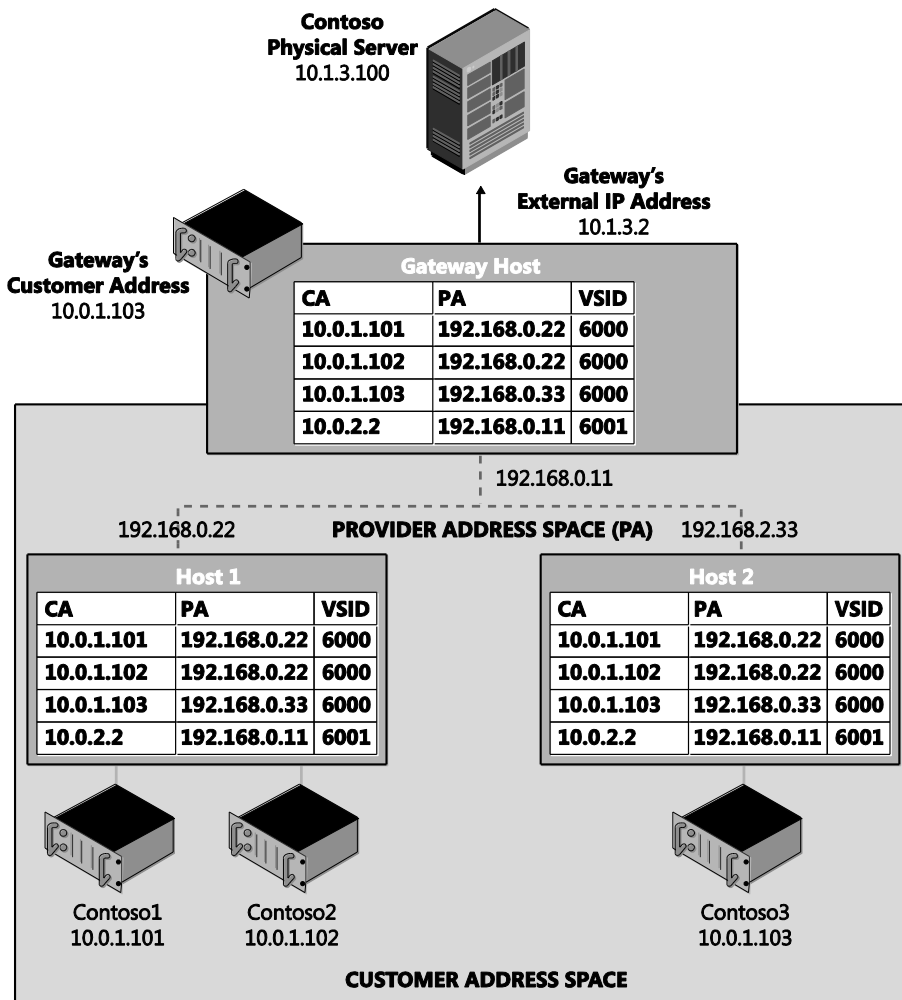 Contoso
Physical Server
10.1.3.100
Gateway's
External IP Address
10.1.3.2
Gateway's
Customer Address
10.0.1.103
Gateway Host
CA PA VSID
10.0.1.101 192.168.0.22 6000
10.0.1.102 192.168.0.22 6000
10.0.1.103 192.168.0.33 6000
10.0.2.2 192.168.0.11 6001
192.168.0.11
192.168.0.22 PROVIDER ADDRESS SPACE (PA) 192.168.2.33
Host 1
CA PA VSID
10.0.1.101 192.168.0.22 6000
10.0.1.102 192.168.0.22 6000
10.0.1.103 192.168.0.33 6000
10.0.2.2 192.168.0.11 6001
Host 2
CA PA VSID
10.0.1.101 192.168.0.22 6000
10.0.1.102 192.168.0.22 6000
10.0.1.103 192.168.0.33 6000
10.0.2.2 192.168.0.11 6001
Contoso1
10.0.1.101
Contoso2
10.0.1.102
Contoso3
10.0.1.103
CUSTOMER ADDRESS SPACE